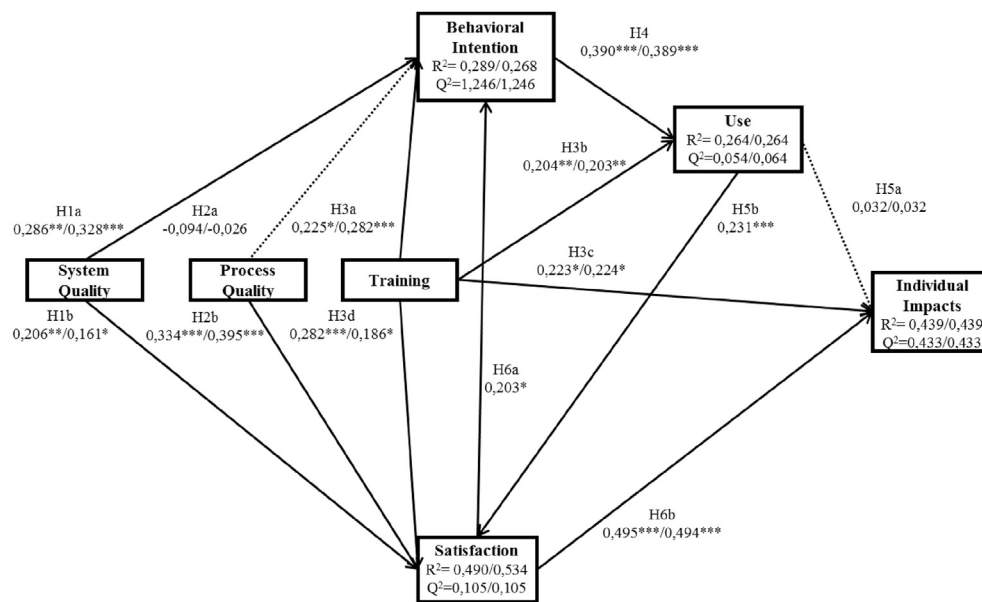 Behavioral
Intention
R²= 0,289/ 0,268
Q²=1,246/1,246
H4
0,390***/0,389***
Use
R²= 0,264/0,264
Q²=0,054/0,064
H3b
0,204**/0,203**
H1a
0,286**/0,328***
H2a
-0,094/-0,026
H3a
0,225*/0,282***
H5b
0,231***
H5a
0,032/0,032
System
Quality
Process
Quality
Training
H3c
0,223*/0,224*
Individual
Impacts
R²= 0,439/0,439
Q²=0,433/0,433
H1b
0,206**/0,161*
H2b
0,334***/0,395***
H3d
0,282***/0,186*
H6a
0,203*
H6b
0,495***/0,494***
Satisfaction
R²= 0,490/0,534
Q²=0,105/0,105